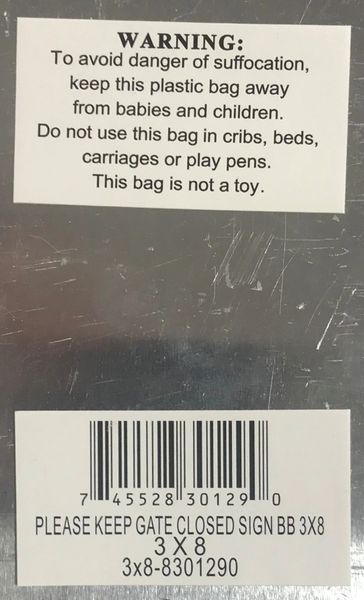 WARNING:
To avoid danger of suffocation,
keep this plastic bag away
from babies and children.
Do not use this bag in cribs, beds,
carriages or play pens.
This bag is not a toy.
7 45528 30129 0
PLEASE KEEP GATE CLOSED SIGN BB 3X8
3 X 8
3x8-8301290